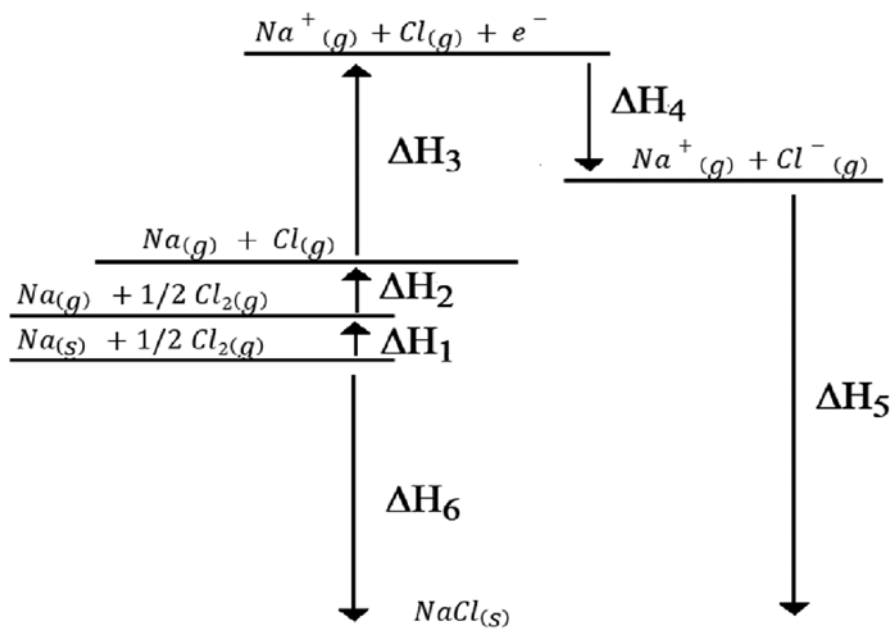 Na⁺(g) + Cl(g) + e⁻
ΔH₄
Na⁺(g) + Cl⁻(g)
ΔH₃
Na(g) + Cl(g)
Na(g) + 1/2 Cl₂(g)
ΔH₂
Na(s) + 1/2 Cl₂(g)
ΔH₁
ΔH₅
ΔH₆
NaCl(s)